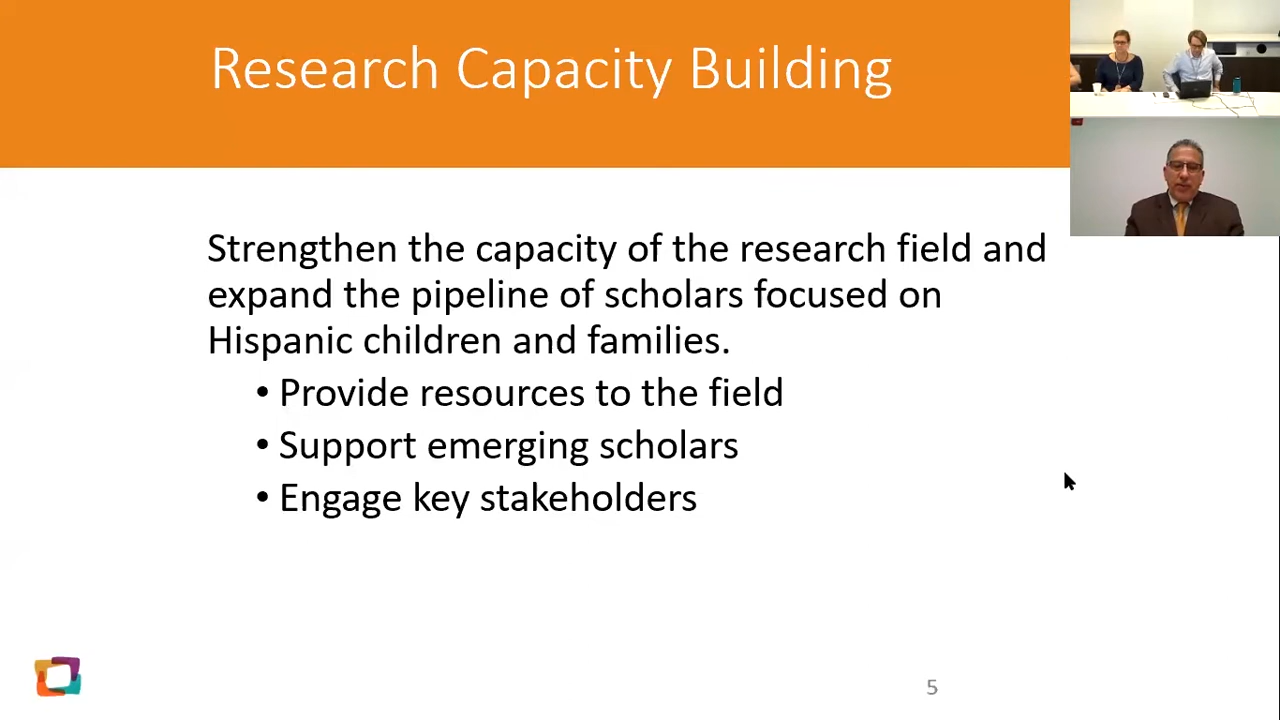 Research Capacity Building
Strengthen the capacity of the research field and
expand the pipeline of scholars focused on
Hispanic children and families.
• Provide resources to the field
• Support emerging scholars
• Engage key stakeholders
5